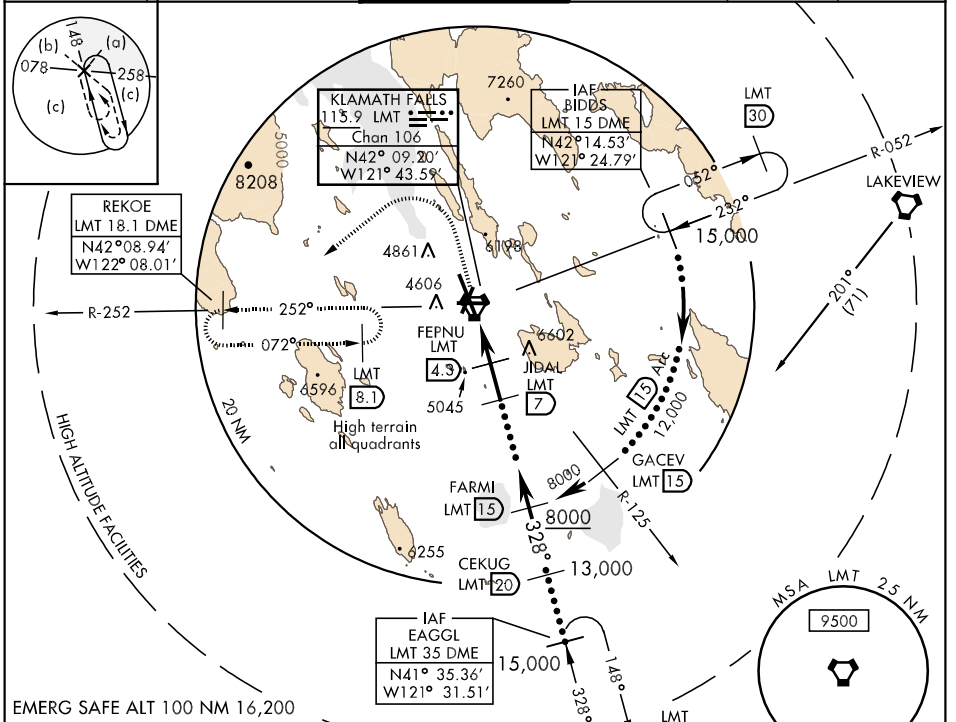 148
(b)
(a)
078
258
(c)
(c)
5000
8208
KLAMATH FALLS
115.9 LMT
Chan 106
N42° 09.20'
W121° 43.59'
7260
IAF
BIDDS
LMT 15 DME
N42° 14.53'
W121° 24.79'
LMT
30
R-052
052°
232°
15,000
LAKEVIEW
201°
(71)
REKOE
LMT 18.1 DME
N42°08.94'
W122° 08.01'
4861
6198
4606
R-252
252°
072°
FEPNU
LMT
4.3
6602
JIDAL
LMT
7
5045
LMT
8.1
6596
High terrain
all quadrants
20 NM
LMT 15 Arc
12,000
HIGH ALTITUDE FACILITIES
GACEV
LMT 15
8000
R-125
FARMI
LMT 15
8000
328°
CEKUG
LMT 20
13,000
IAF
EAGGL
LMT 35 DME
N41° 35.36'
W121° 31.51'
15,000
148°
328°
LMT
MSA LMT 25 NM
9500
EMERG SAFE ALT 100 NM 16,200